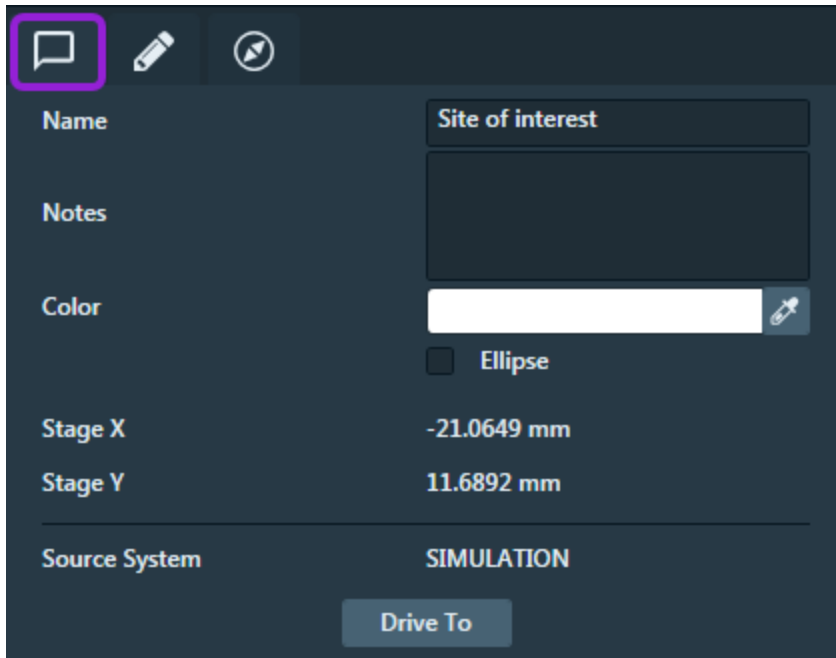 Name
Site of interest
Notes
Color
Ellipse
Stage X
-21.0649 mm
Stage Y
11.6892 mm
Source System
SIMULATION
Drive To